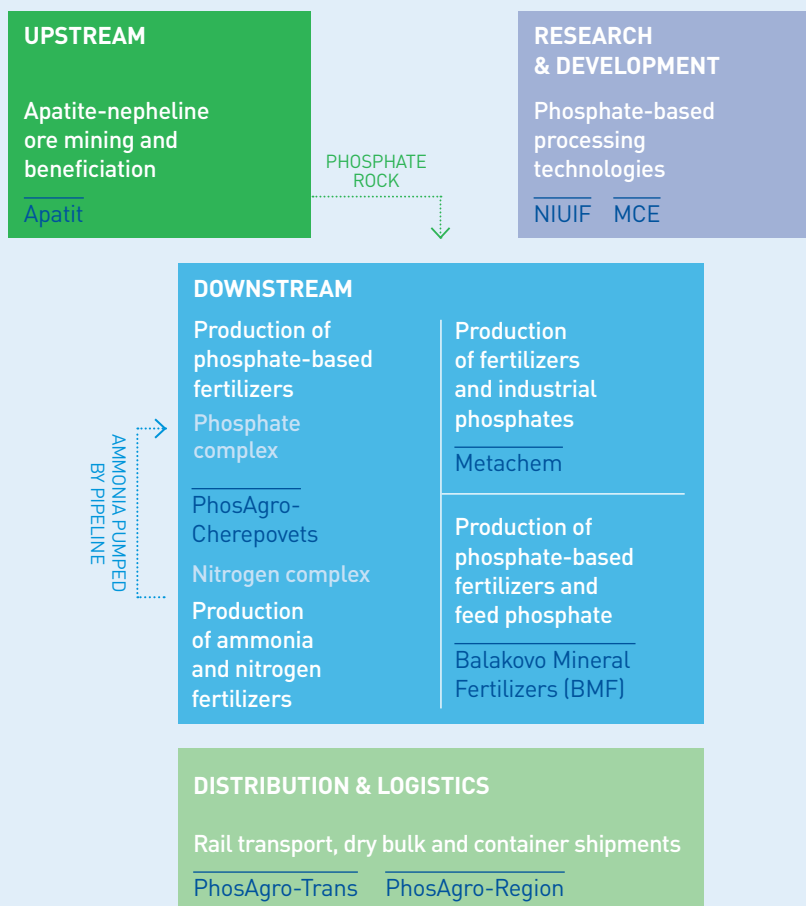 UPSTREAM
Apatite-nepheline
ore mining and
beneficiation
Apatit
PHOSPHATE
ROCK
RESEARCH
& DEVELOPMENT
Phosphate-based
processing
technologies
NIUIF MCE
DOWNSTREAM
Production of
phosphate-based
fertilizers
Phosphate
complex
PhosAgro-
Cherepovets
Nitrogen complex
Production
of ammonia
and nitrogen
fertilizers
AMMONIA PUMPED
BY PIPELINE
Production
of fertilizers
and industrial
phosphates
Metachem
Production of
phosphate-based
fertilizers and
feed phosphate
Balakovo Mineral
Fertilizers (BMF)
DISTRIBUTION & LOGISTICS
Rail transport, dry bulk and container shipments
PhosAgro-Trans PhosAgro-Region